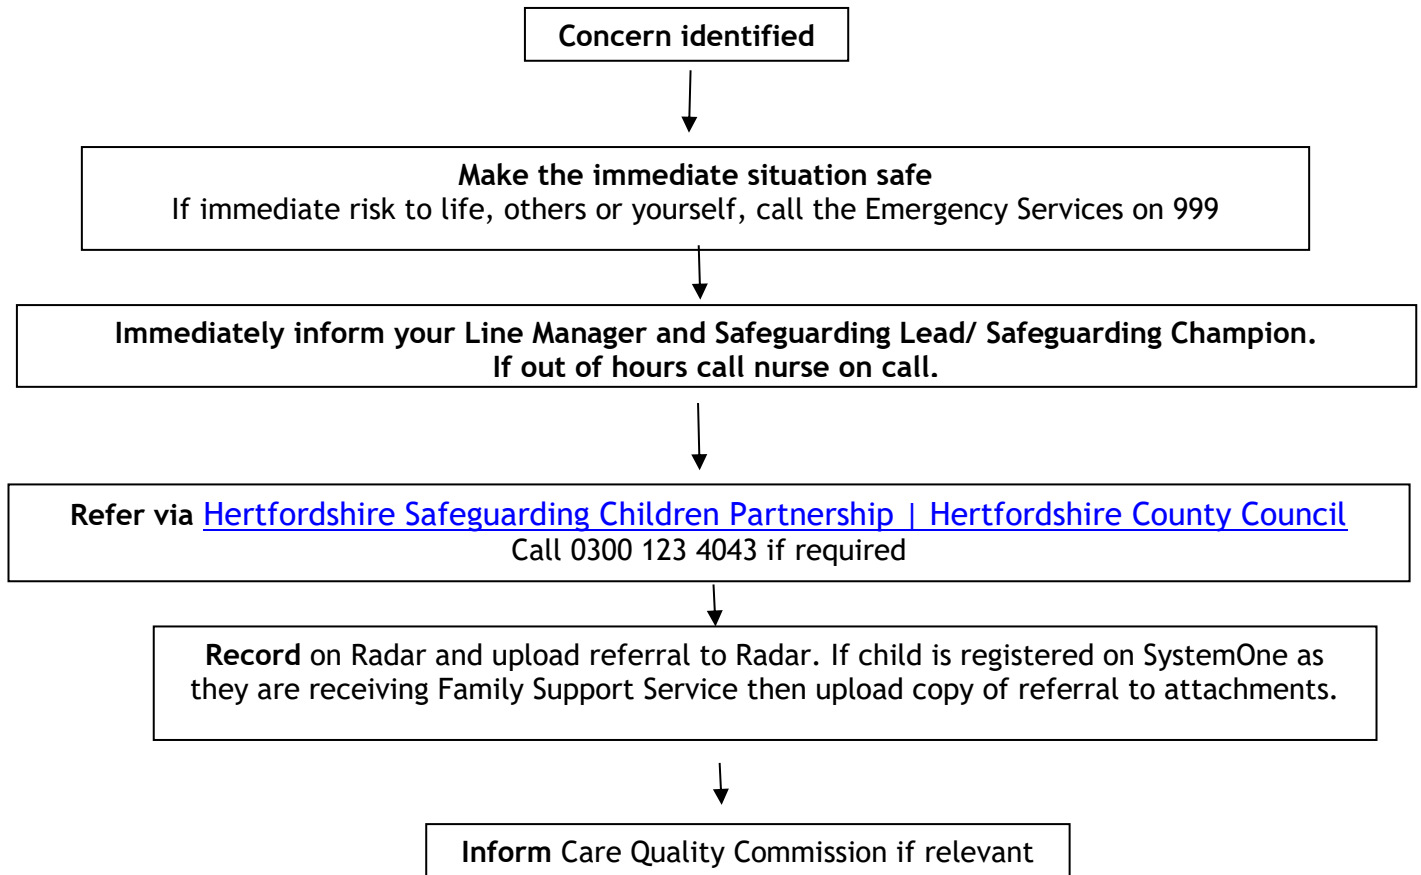 Concern identified
Make the immediate situation safe
If immediate risk to life, others or yourself, call the Emergency Services on 999
Immediately inform your Line Manager and Safeguarding Lead/ Safeguarding Champion.
If out of hours call nurse on call.
Refer via Hertfordshire Safeguarding Children Partnership | Hertfordshire County Council
Call 0300 123 4043 if required
Record on Radar and upload referral to Radar. If child is registered on SystemOne as
they are receiving Family Support Service then upload copy of referral to attachments.
Inform Care Quality Commission if relevant